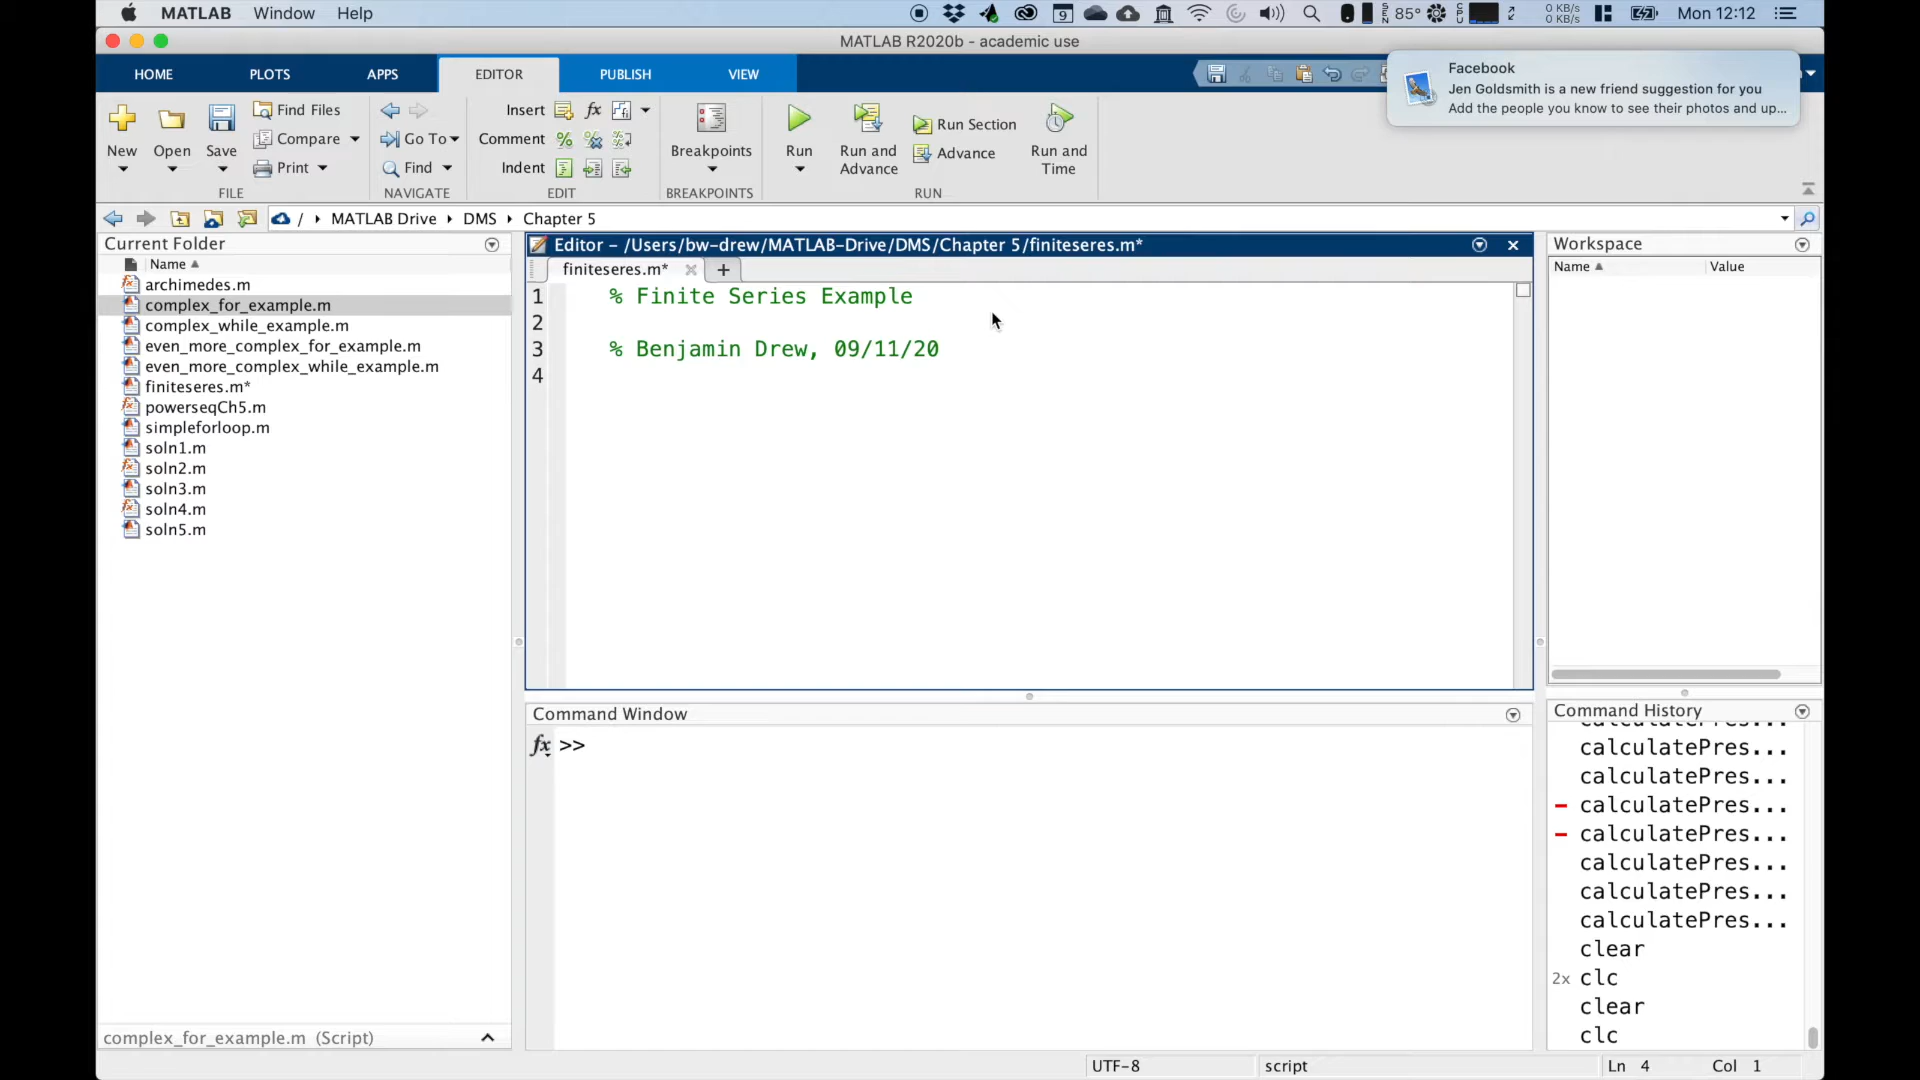 MATLAB Window Help
9
85°
0 KB/s
0 KB/s
Mon 12:12
MATLAB R2020b - academic use
HOME PLOTS APPS EDITOR PUBLISH VIEW
Facebook
Jen Goldsmith is a new friend suggestion for you
Add the people you know to see their photos and up...
New Open Save
Find Files
Compare
Print
FILE
Go To
Find
NAVIGATE
Insert fx
Comment
Indent
EDIT
Breakpoints
BREAKPOINTS
Run
Run and Advance
Run Section
Advance
Run and Time
RUN
/ MATLAB Drive DMS Chapter 5
Current Folder
Name
archimedes.m
complex_for_example.m
complex_while_example.m
even_more_complex_for_example.m
even_more_complex_while_example.m
finiteseres.m*
powerseqCh5.m
simpleforloop.m
soln1.m
soln2.m
soln3.m
soln4.m
soln5.m
complex_for_example.m (Script)
Editor – /Users/bw-drew/MATLAB-Drive/DMS/Chapter 5/finiteseres.m*
finiteseres.m*
1 % Finite Series Example
2
3 % Benjamin Drew, 09/11/20
4
Command Window
fx >>
Workspace
Name Value
Command History
calculatePres...
calculatePres...
calculatePres...
calculatePres...
calculatePres...
calculatePres...
calculatePres...
calculatePres...
clear
2x clc
clear
clc
UTF-8 script Ln 4 Col 1